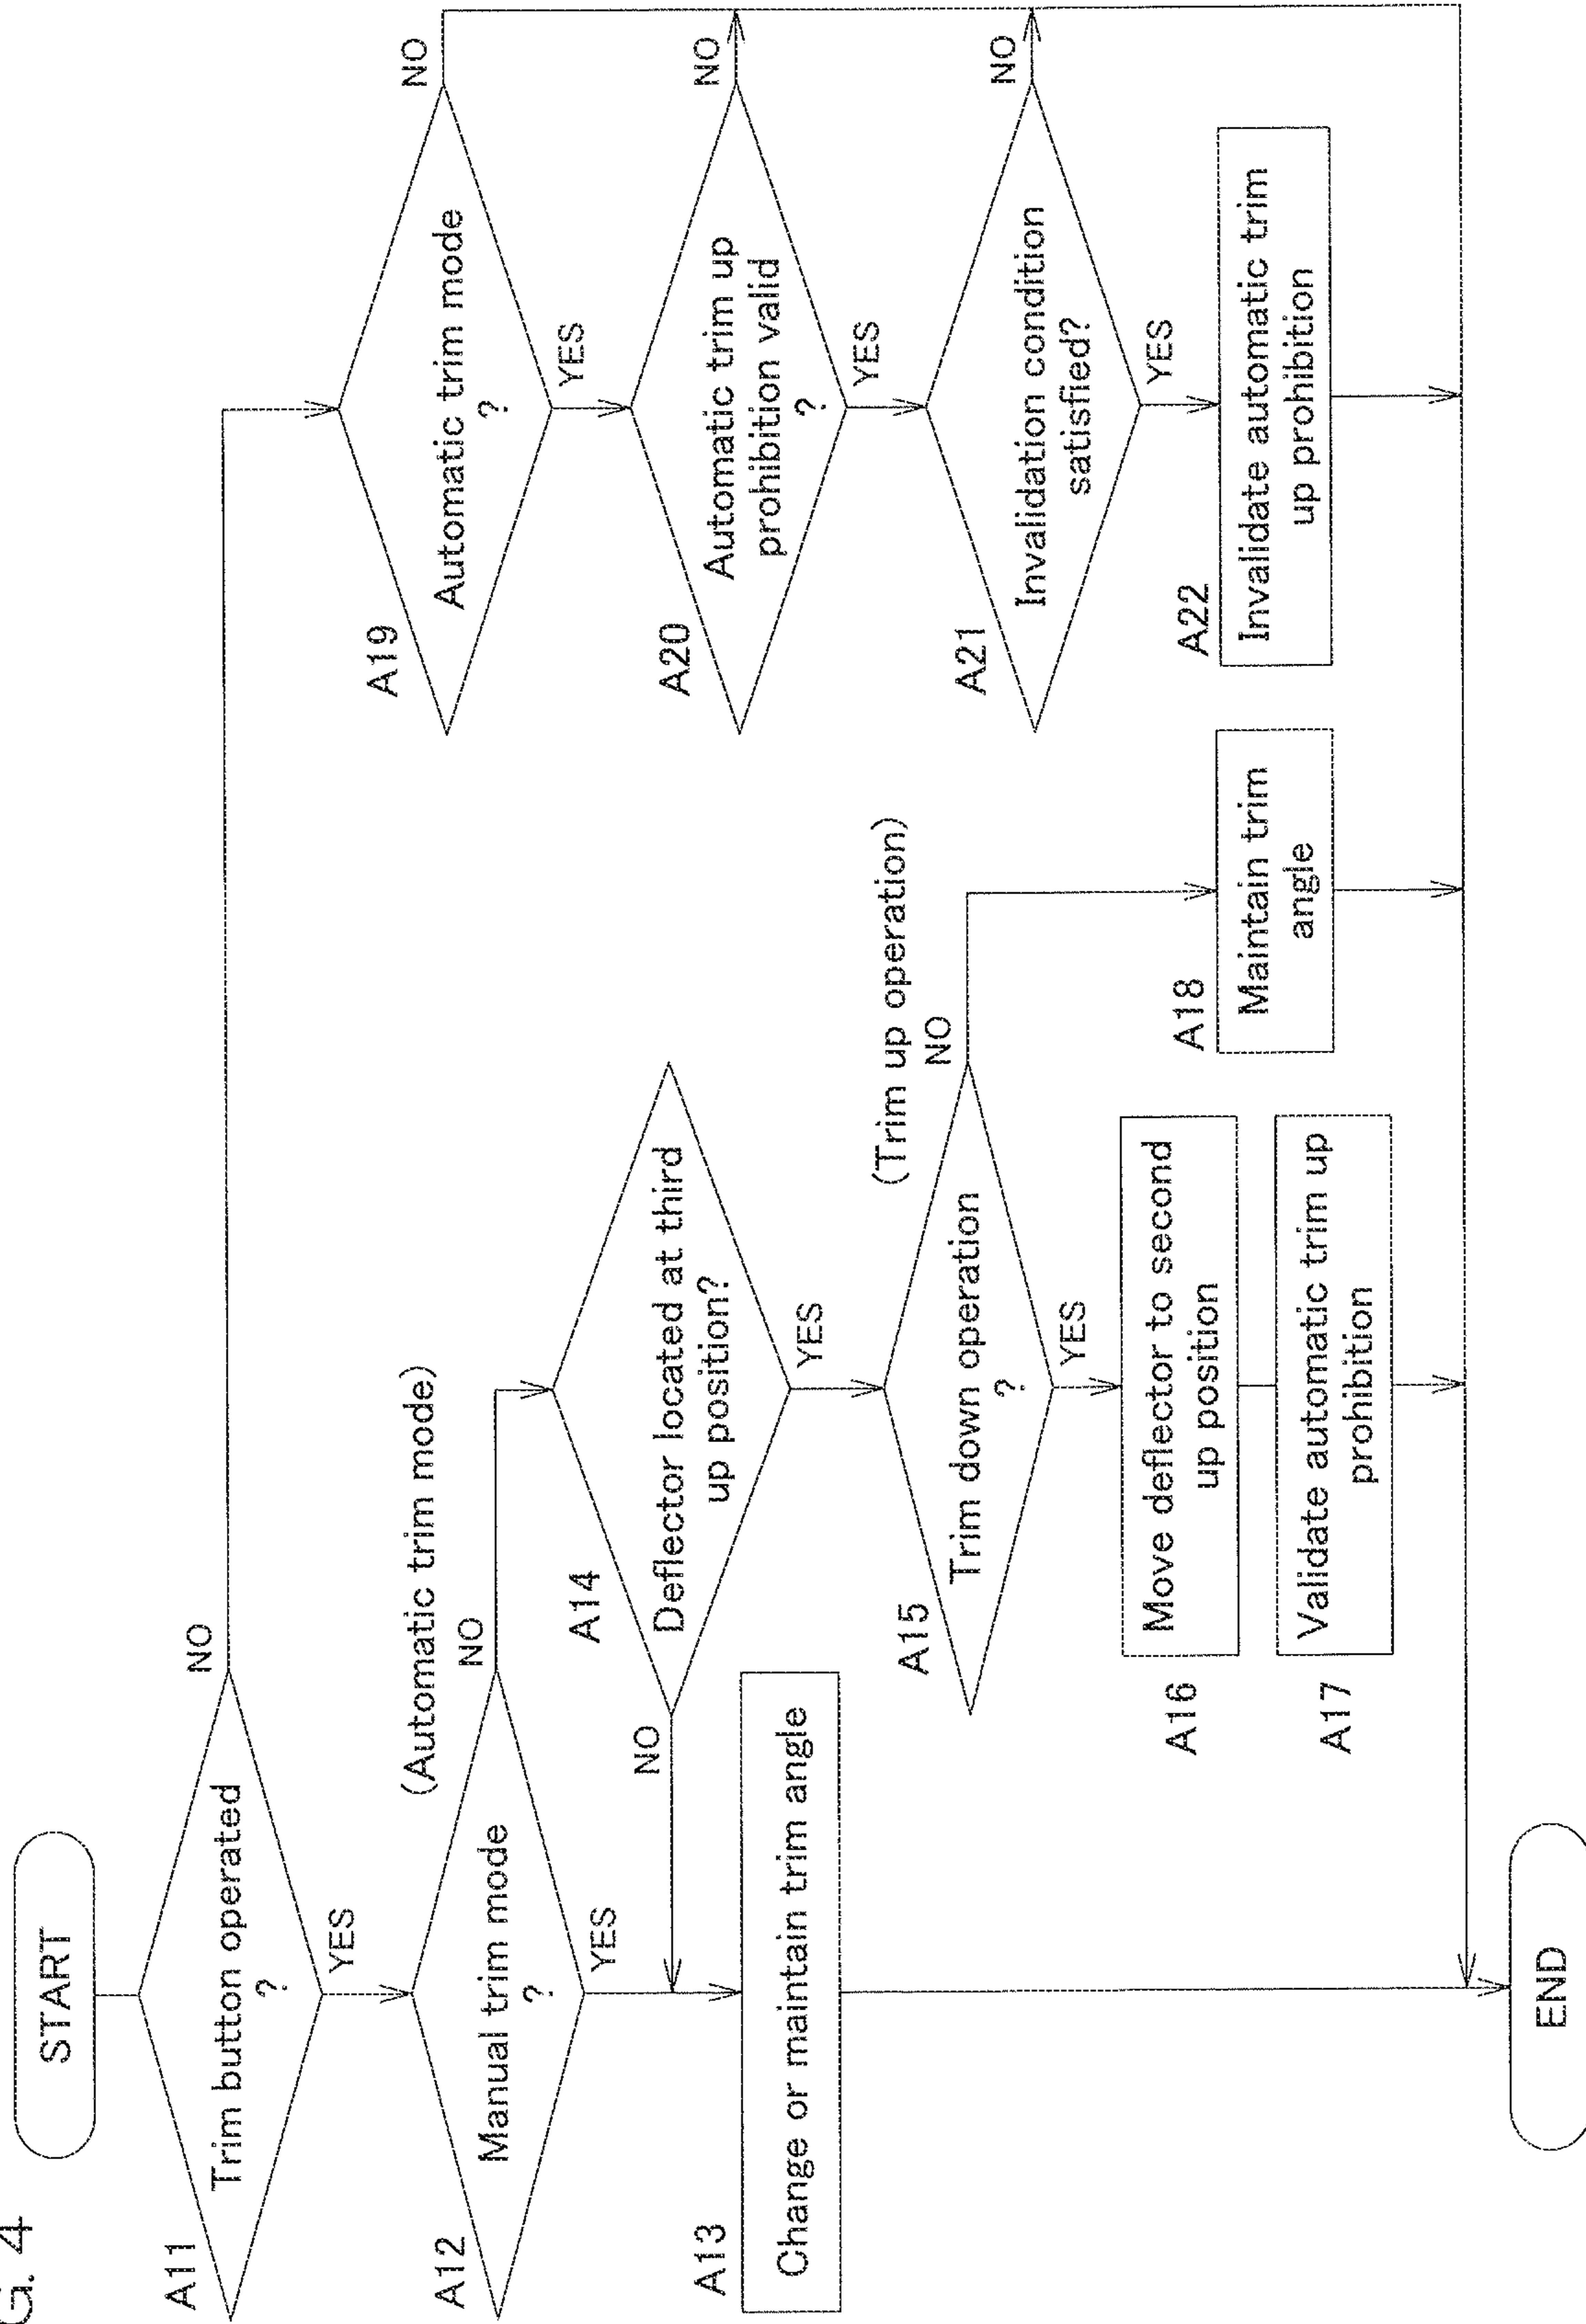 G. 4
START
A11
Trim button operated
?
NO
YES
(Automatic trim mode)
A12
Manual trim mode
?
NO
YES
A13
Change or maintain trim angle
A14
Deflector located at third
up position?
NO
YES
(Trim up operation)
A15
Trim down operation
?
NO
YES
A16
Move deflector to second
up position
A17
Validate automatic trim up
prohibition
A18
Maintain trim
angle
A19
Automatic trim mode
?
NO
YES
A20
Automatic trim up
prohibition valid
?
NO
YES
A21
Invalidation condition
satisfied?
NO
YES
A22
Invalidate automatic trim
up prohibition
END